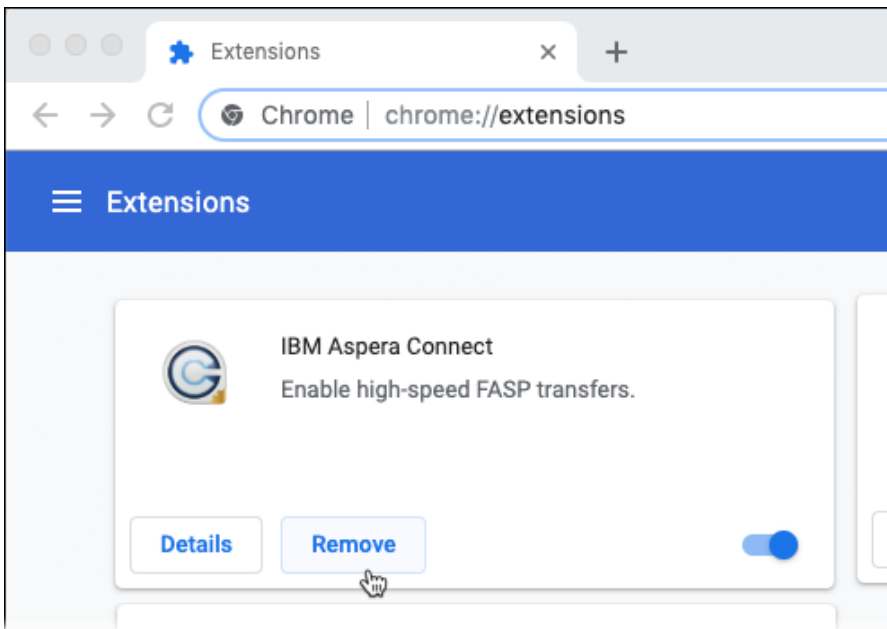 Extensions
Chrome | chrome://extensions
Extensions
IBM Aspera Connect
Enable high-speed FASP transfers.
Details Remove